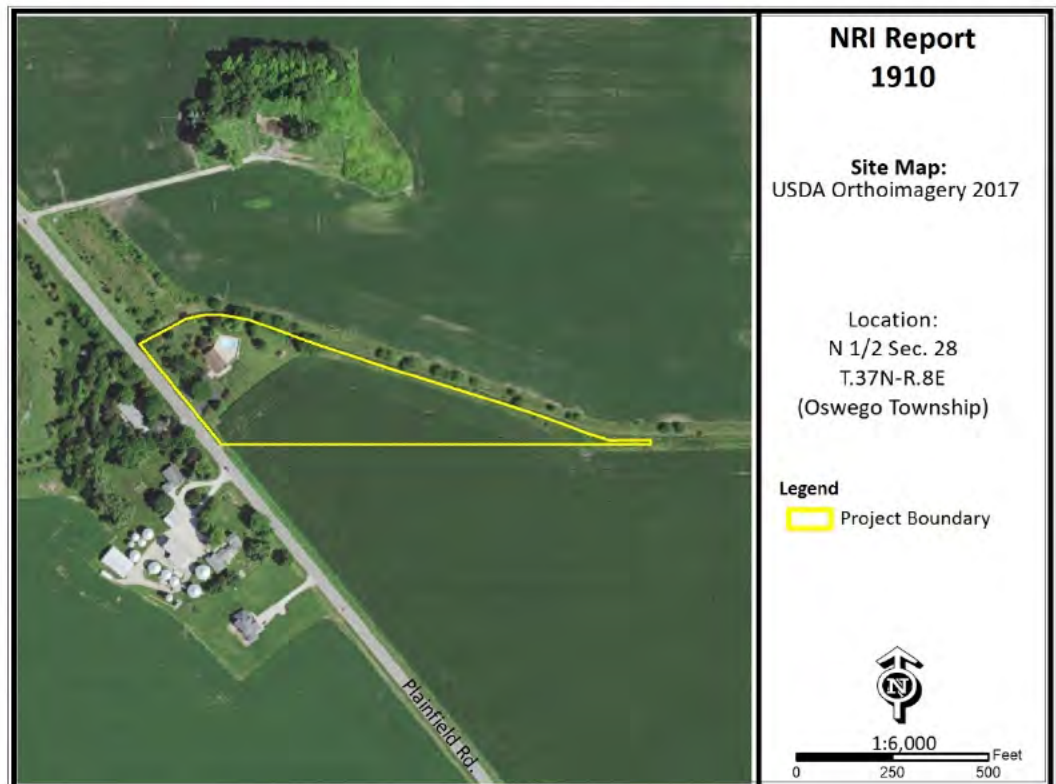 NRI Report
1910
Site Map:
USDA Orthoimagery 2017
Location:
N 1/2 Sec. 28
T.37N-R.8E
(Oswego Township)
Legend
Project Boundary
Plainfield Rd.
N
1:6,000
Feet
0 250 500